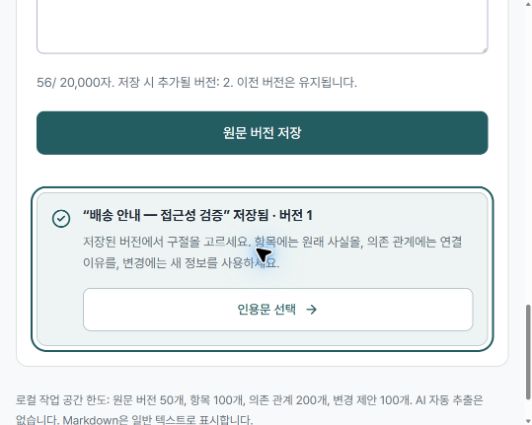 56/ 20,000자. 저장 시 추가될 버전: 2. 이전 버전은 유지됩니다.
원문 버전 저장
“배송 안내 — 접근성 검증” 저장됨 · 버전 1
저장된 버전에서 구절을 고르세요. 항목에는 원래 사실을, 의존 관계에는 연결
이유를, 변경에는 새 정보를 사용하세요.
인용문 선택 →
로컬 작업 공간 한도: 원문 버전 50개, 항목 100개, 의존 관계 200개, 변경 제안 100개. AI 자동 추출은
없습니다. Markdown은 일반 텍스트로 표시합니다.